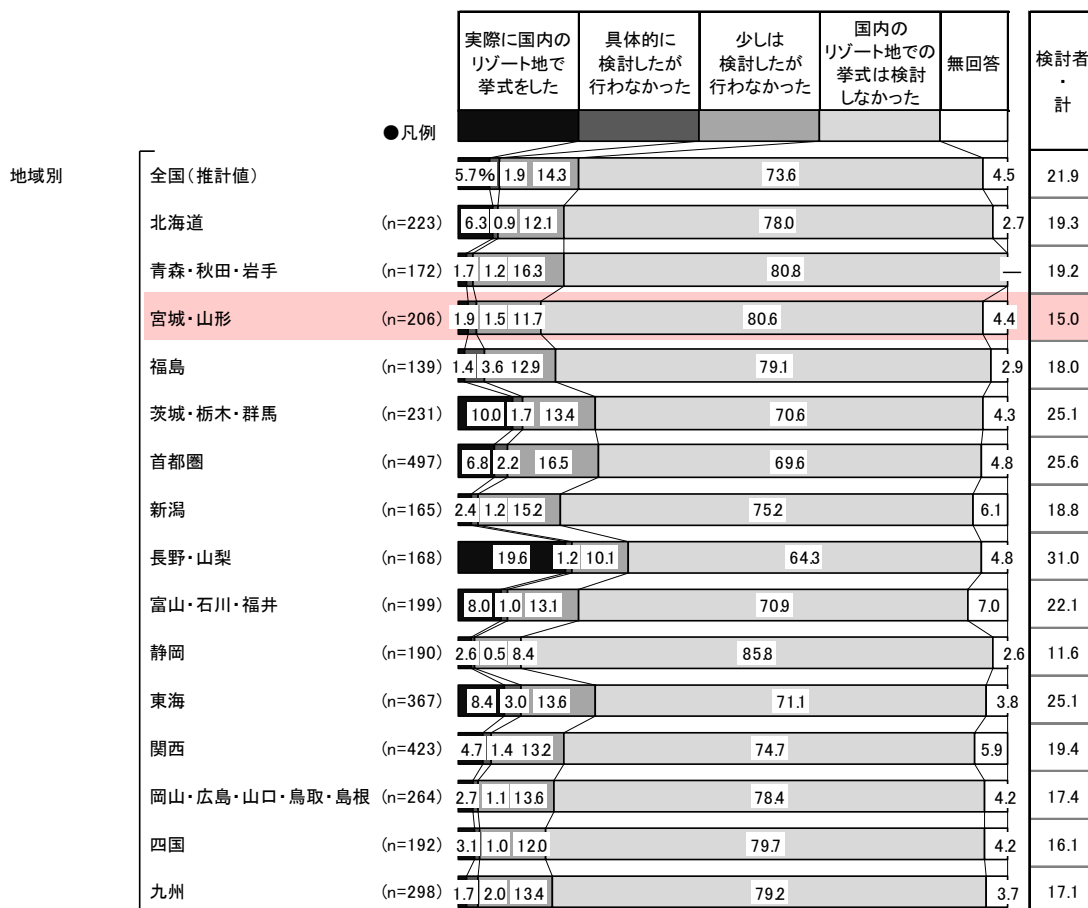 実際に国内の
リゾート地で
挙式をした
具体的に
検討したが
行わなかった
少しは
検討したが
行わなかった
国内の
リゾート地での
挙式は検討
しなかった
無回答
検討者
・
計
●凡例
地域別
全国(推計値) 5.7% 1.9 14.3 73.6 4.5 21.9
北海道 (n=223) 6.3 0.9 12.1 78.0 2.7 19.3
青森・秋田・岩手 (n=172) 1.7 1.2 16.3 80.8 — 19.2
宮城・山形 (n=206) 1.9 1.5 11.7 80.6 4.4 15.0
福島 (n=139) 1.4 3.6 12.9 79.1 2.9 18.0
茨城・栃木・群馬 (n=231) 10.0 1.7 13.4 70.6 4.3 25.1
首都圏 (n=497) 6.8 2.2 16.5 69.6 4.8 25.6
新潟 (n=165) 2.4 1.2 15.2 75.2 6.1 18.8
長野・山梨 (n=168) 19.6 1.2 10.1 64.3 4.8 31.0
富山・石川・福井 (n=199) 8.0 1.0 13.1 70.9 7.0 22.1
静岡 (n=190) 2.6 0.5 8.4 85.8 2.6 11.6
東海 (n=367) 8.4 3.0 13.6 71.1 3.8 25.1
関西 (n=423) 4.7 1.4 13.2 74.7 5.9 19.4
岡山・広島・山口・鳥取・島根 (n=264) 2.7 1.1 13.6 78.4 4.2 17.4
四国 (n=192) 3.1 1.0 12.0 79.7 4.2 16.1
九州 (n=298) 1.7 2.0 13.4 79.2 3.7 17.1